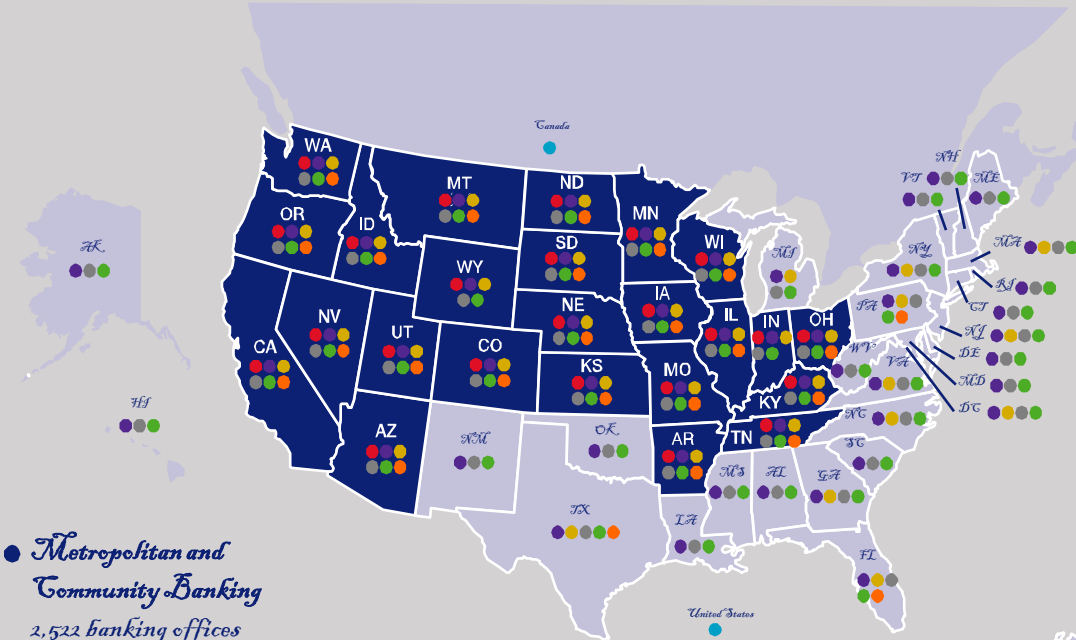 Canada
WA
MT
ND
MN
OR
ID
SD
WI
WY
IA
NE
NV
UT
CO
CA
IL
IN
OH
KS
MO
KY
AZ
NM
OK
AR
TN
TX
LA
MS
AL
GA
FL
SC
NC
VA
WV
PA
NY
MI
VT
NH
ME
MA
RI
CT
NJ
DE
MD
DC
AK
HI
Metropolitan and
Community Banking
2,522 banking offices
United States